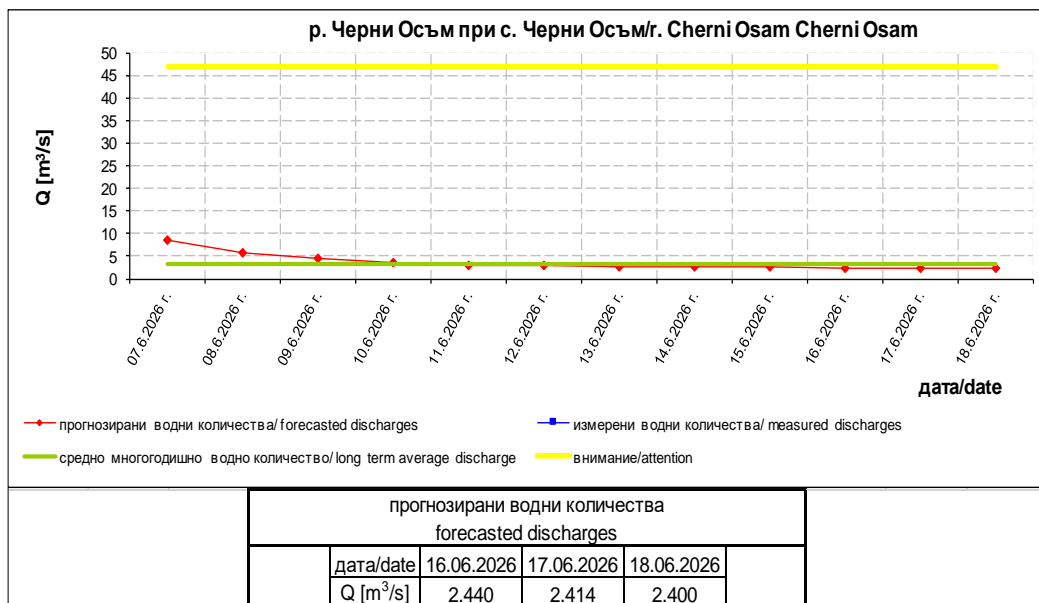 р. Черни Осъм при с. Черни Осъм/r. Cherni Osam Cherni Osam
Q [m³/s]
50
45
40
35
30
25
20
15
10
5
0
07.6.2026 г.
08.6.2026 г.
09.6.2026 г.
10.6.2026 г.
11.6.2026 г.
12.6.2026 г.
13.6.2026 г.
14.6.2026 г.
15.6.2026 г.
16.6.2026 г.
17.6.2026 г.
18.6.2026 г.
дата/date
прогнозирани водни количества/ forecasted discharges
измерени водни количества/ measured discharges
средно многогодишно водно количество/ long term average discharge
внимание/attention
прогнозирани водни количества
forecasted discharges
дата/date 16.06.2026 17.06.2026 18.06.2026
Q [m³/s] 2.440 2.414 2.400